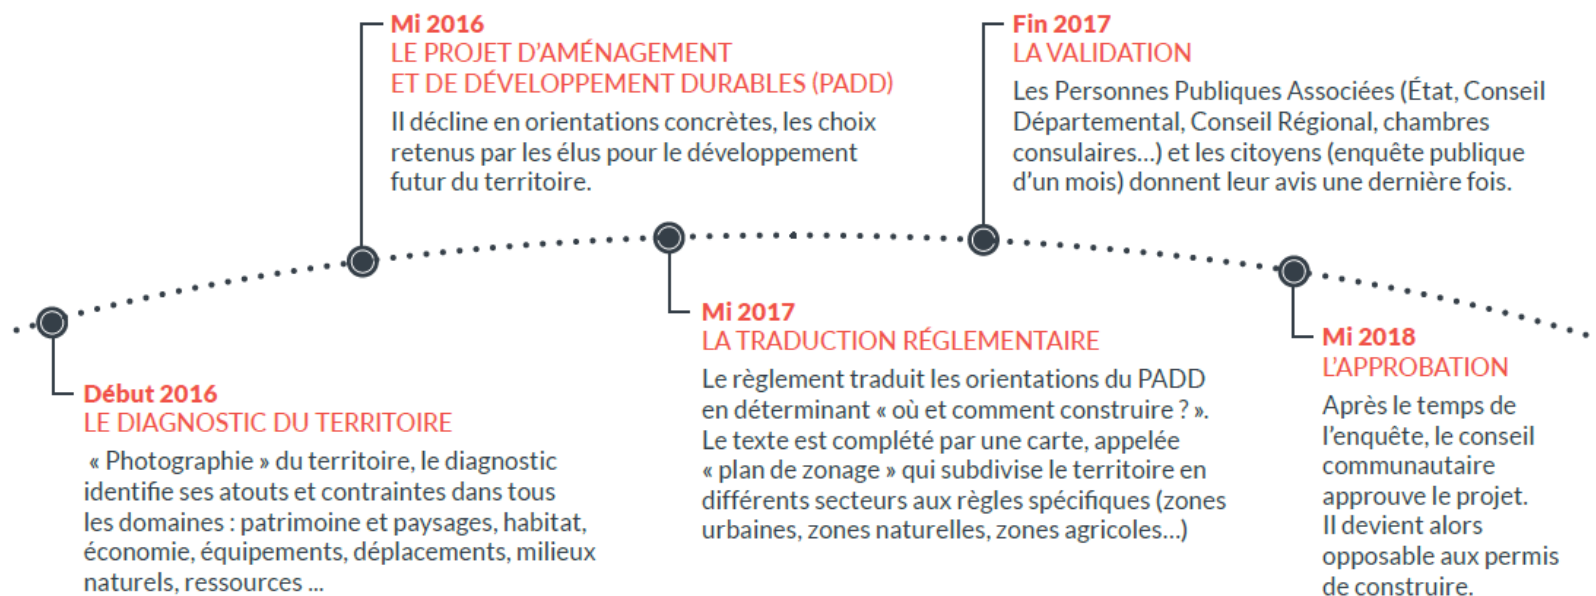 Mi 2016
LE PROJET D'AMÉNAGEMENT
ET DE DÉVELOPPEMENT DURABLES (PADD)
Il décline en orientations concrètes, les choix
retenus par les élus pour le développement
futur du territoire.
Fin 2017
LA VALIDATION
Les Personnes Publiques Associées (État, Conseil
Départemental, Conseil Régional, chambres
consulaires...) et les citoyens (enquête publique
d'un mois) donnent leur avis une dernière fois.
Début 2016
LE DIAGNOSTIC DU TERRITOIRE
« Photographie » du territoire, le diagnostic
identifie ses atouts et contraintes dans tous
les domaines : patrimoine et paysages, habitat,
économie, équipements, déplacements, milieux
naturels, ressources ...
Mi 2017
LA TRADUCTION RÉGLEMENTAIRE
Le règlement traduit les orientations du PADD
en déterminant « où et comment construire ? ».
Le texte est complété par une carte, appelée
« plan de zonage » qui subdivise le territoire en
différents secteurs aux règles spécifiques (zones
urbaines, zones naturelles, zones agricoles...)
Mi 2018
L'APPROBATION
Après le temps de
l'enquête, le conseil
communautaire
approuve le projet.
Il devient alors
opposable aux permis
de construire.